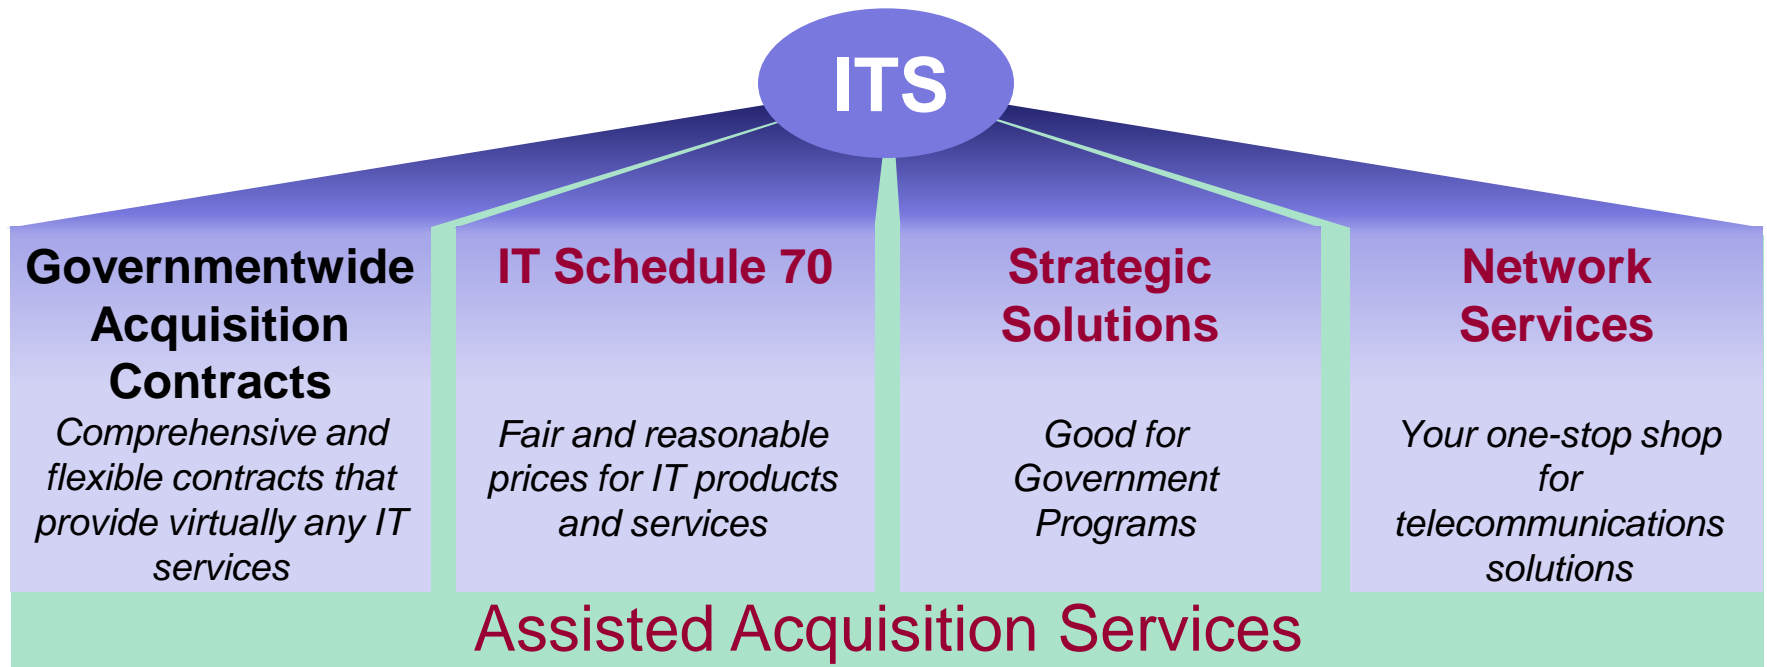 ITS
Governmentwide
Acquisition
Contracts
Comprehensive and
flexible contracts that
provide virtually any IT
services
IT Schedule 70
Fair and reasonable
prices for IT products
and services
Strategic
Solutions
Good for
Government
Programs
Network
Services
Your one-stop shop
for
telecommunications
solutions
Assisted Acquisition Services